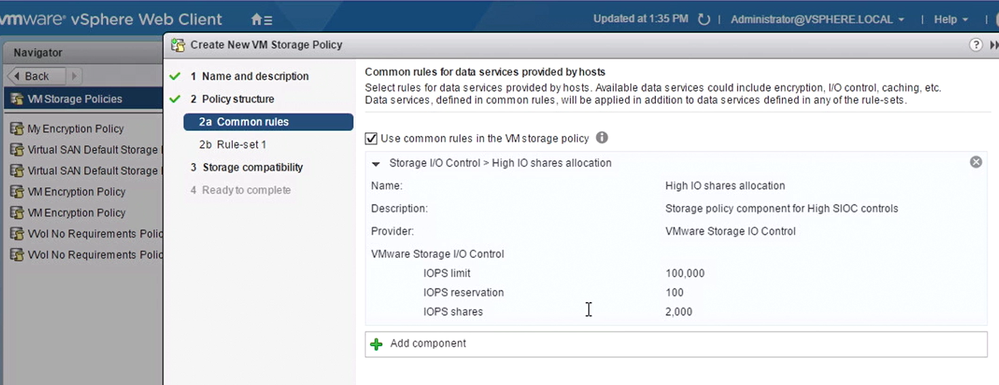 vmware® vSphere Web Client
Updated at 1:35 PM | Administrator@VSPHERE.LOCAL | Help |
Navigator
Back
VM Storage Policies
My Encryption Policy
Virtual SAN Default Storage
Virtual SAN Default Storage
VM Encryption Policy
VM Encryption Policy
VVol No Requirements Polic
VVol No Requirements Polic
Create New VM Storage Policy
?
1 Name and description
2 Policy structure
2a Common rules
2b Rule-set 1
3 Storage compatibility
4 Ready to complete
Common rules for data services provided by hosts
Select rules for data services provided by hosts. Available data services could include encryption, I/O control, caching, etc.
Data services, defined in common rules, will be applied in addition to data services defined in any of the rule-sets.
Use common rules in the VM storage policy
Storage I/O Control > High IO shares allocation
Name: High IO shares allocation
Description: Storage policy component for High SIOC controls
Provider: VMware Storage IO Control
VMware Storage I/O Control
IOPS limit 100,000
IOPS reservation 100
IOPS shares 2,000
Add component